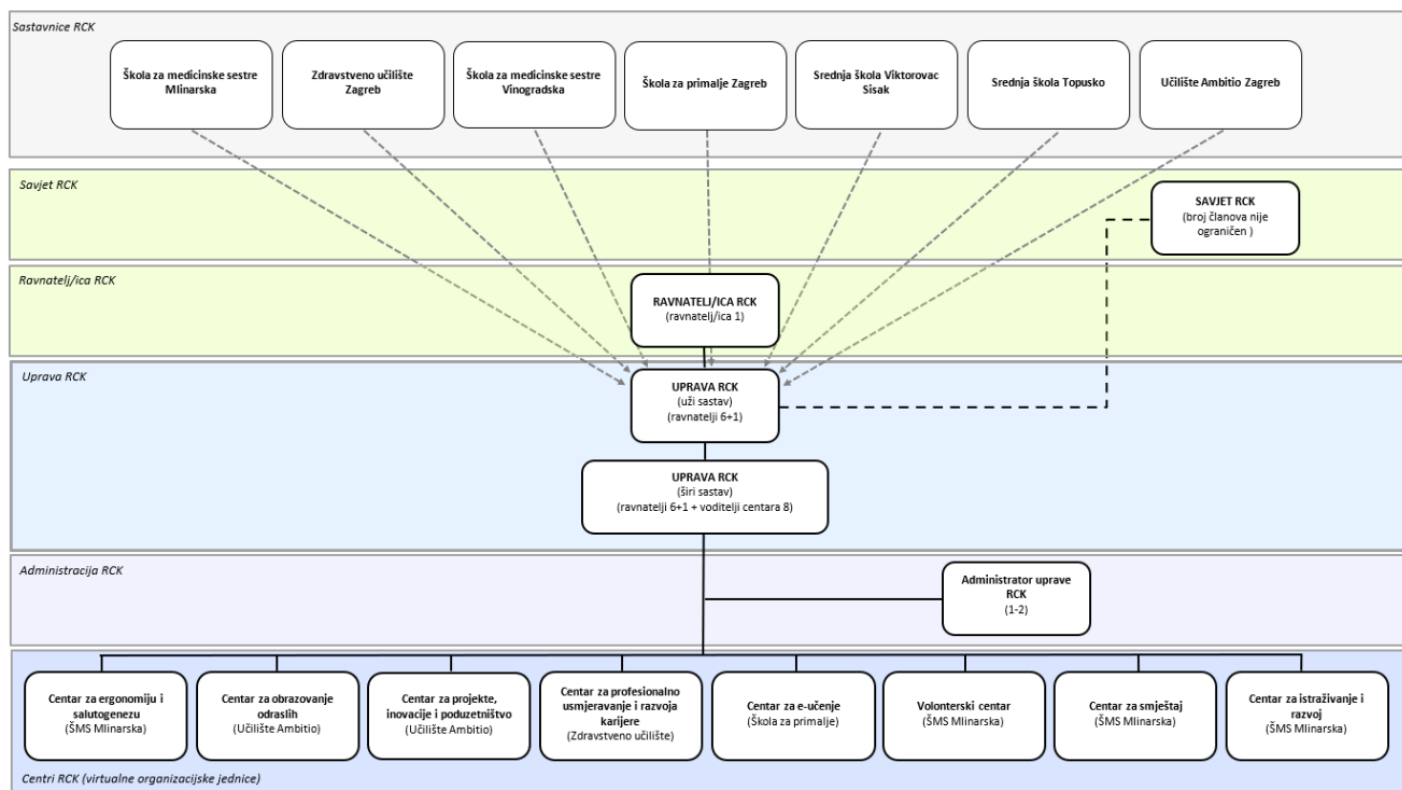 Sastavnice RCK
Škola za medicinske sestre
Mlinarska
Zdravstveno učilište
Zagreb
Škola za medicinske sestre
Vinogradska
Škola za primalje Zagreb
Srednja škola Viktorovac
Sisak
Srednja škola Topusko
Učilište Ambitio Zagreb
Savjet RCK
SAVJET RCK
(broj članova nije
ograničen )
Ravnatelj/ica RCK
RAVNATELJ/ICA RCK
(ravnatelj/ica 1)
Uprava RCK
UPRAVA RCK
(uži sastav)
(ravnatelji 6+1)
UPRAVA RCK
(širi sastav)
(ravnatelji 6+1 + voditelji centara 8)
Administracija RCK
Administrator uprave
RCK
(1-2)
Centar za ergonomiju i
salutogenezu
(ŠMS Mlinarska)
Centar za obrazovanje
odraslih
(Učilište Ambitio)
Centar za projekte,
inovacije i poduzetništvo
(Učilište Ambitio)
Centar za profesionalno
usmjeravanje i razvoja
karijere
(Zdravstveno učilište)
Centar za e-učenje
(Škola za primalje)
Volonterski centar
(ŠMS Mlinarska)
Centar za smještaj
(ŠMS Mlinarska)
Centar za istraživanje i
razvoj
(ŠMS Mlinarska)
Centri RCK (virtualne organizacijske jednice)